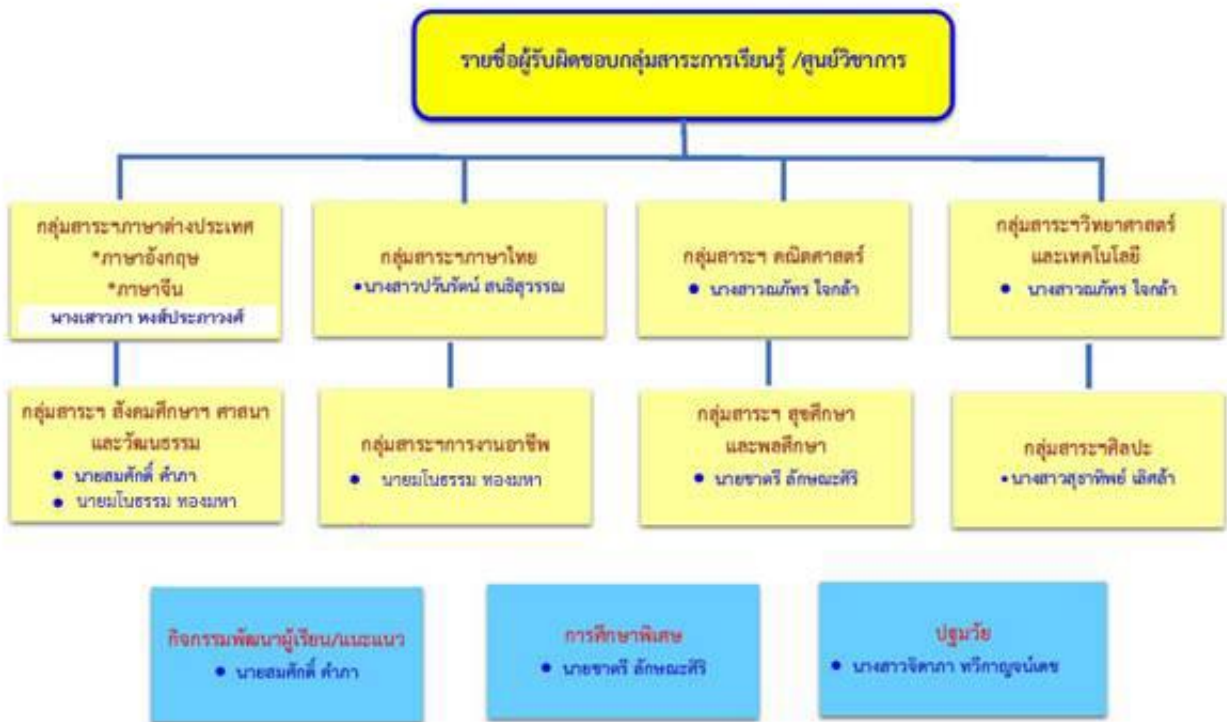 รายชื่อผู้รับผิดชอบกลุ่มสาระการเรียนรู้ /ศูนย์วิชาการ
กลุ่มสาระฯภาษาต่างประเทศ
*ภาษาอังกฤษ
*ภาษาจีน
นางเสาวภา หงส์ประภาวงศ์
กลุ่มสาระฯภาษาไทย
•นางสาวปวันรัตน์ สนธิสุวรรณ
กลุ่มสาระฯ คณิตศาสตร์
● นางสาวณภัทร ใจกล้า
กลุ่มสาระฯวิทยาศาสตร์
และเทคโนโลยี
● นางสาวณภัทร ใจกล้า
กลุ่มสาระฯ สังคมศึกษาฯ ศาสนา
และวัฒนธรรม
● นายสมศักดิ์ คำภา
● นายมโนธรรม ทองมหา
กลุ่มสาระฯการงานอาชีพ
● นายมโนธรรม ทองมหา
กลุ่มสาระฯ สุขศึกษา
และพลศึกษา
● นายชาตรี ลักษณะศิริ
กลุ่มสาระฯศิลปะ
•นางสาวสุธาทิพย์ เลิศล้ำ
กิจกรรมพัฒนาผู้เรียน/แนะแนว
● นายสมศักดิ์ คำภา
การศึกษาพิเศษ
● นายชาตรี ลักษณะศิริ
ปฐมวัย
● นางสาวจิดาภา ทวีกาญจน์เดช